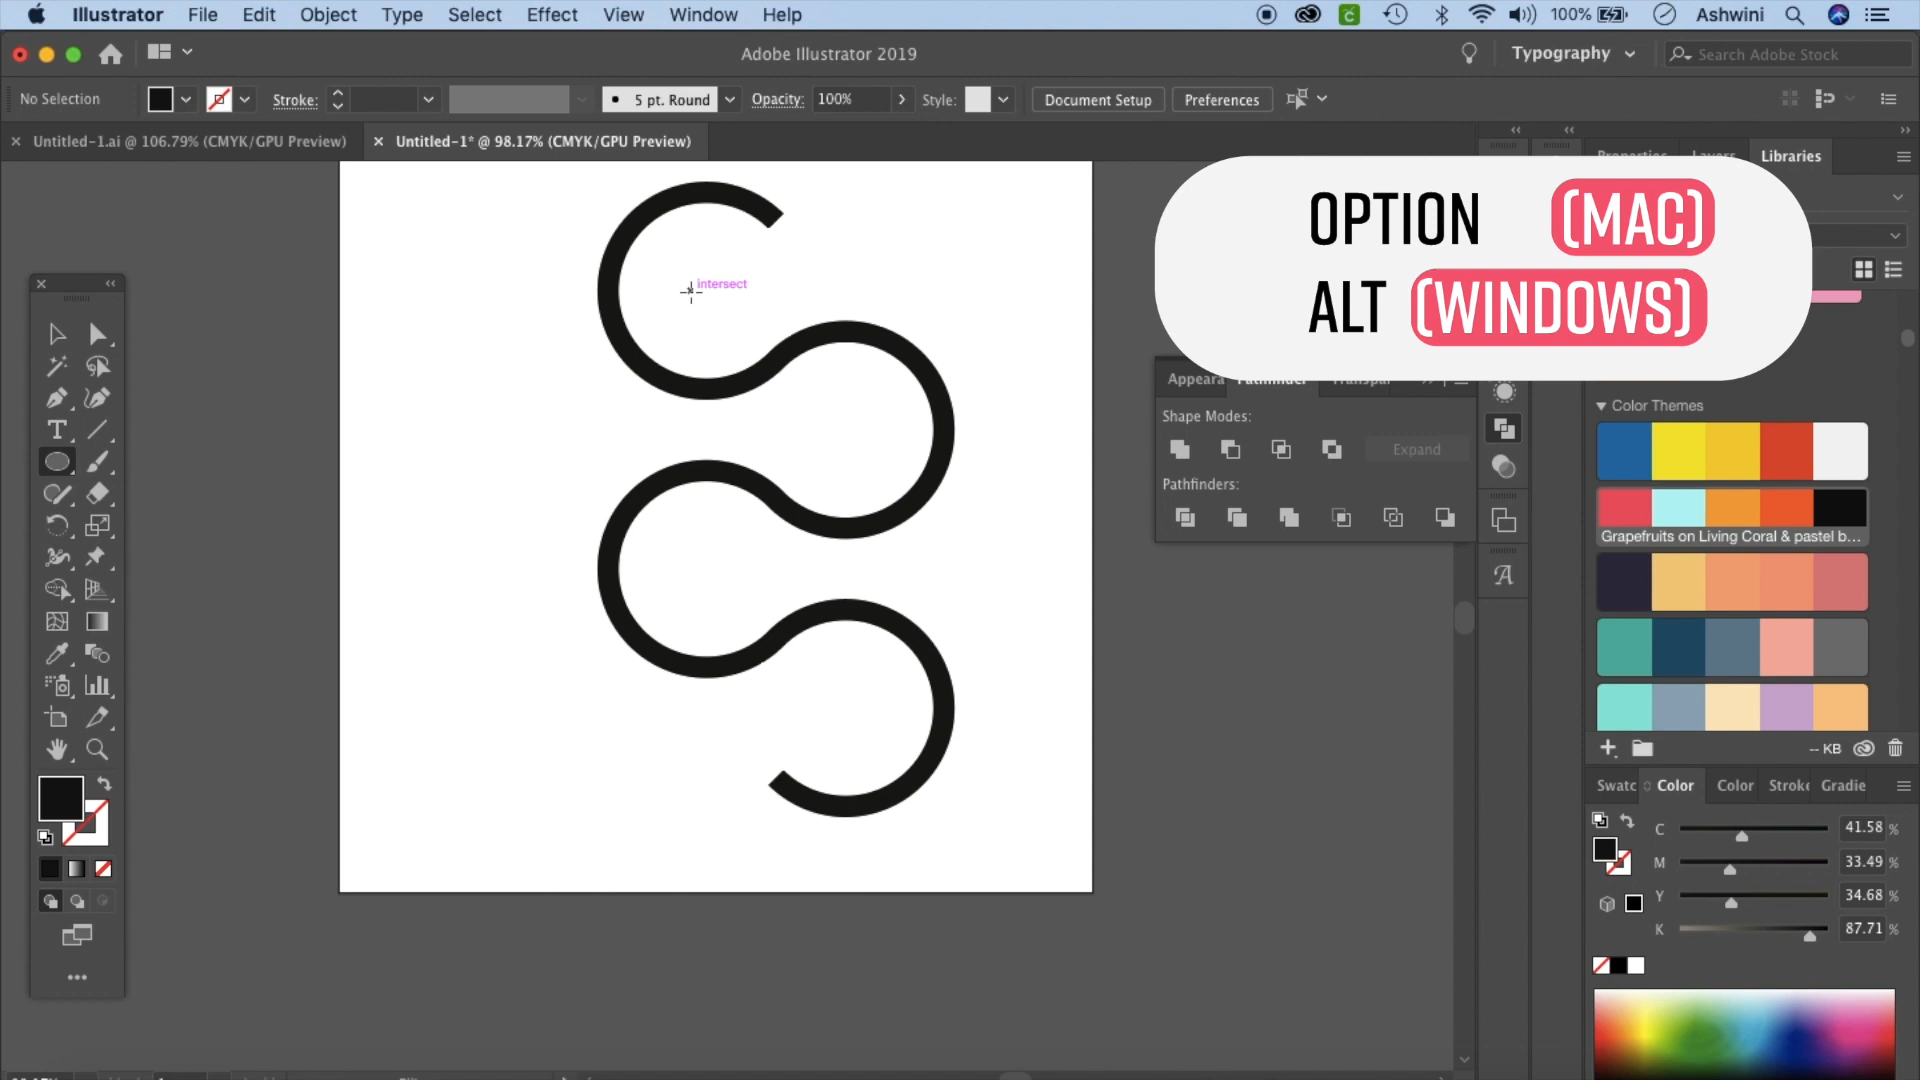 Illustrator File Edit Object Type Select Effect View Window Help 100% Ashwini
Adobe Illustrator 2019
Typography
Search Adobe Stock
No Selection Stroke: 5 pt. Round Opacity: 100% Style: Document Setup Preferences
Untitled-1.ai @ 106.79% (CMYK/GPU Preview) Untitled-1* @ 98.17% (CMYK/GPU Preview)
Libraries
OPTION (MAC)
ALT (WINDOWS)
intersect
Appeara
Shape Modes:
Expand
Pathfinders:
Color Themes
Grapefruits on Living Coral & pastel b...
-- KB
Swatc Color Color Stroke Gradie
C 41.58 %
M 33.49 %
Y 34.68 %
K 87.71 %